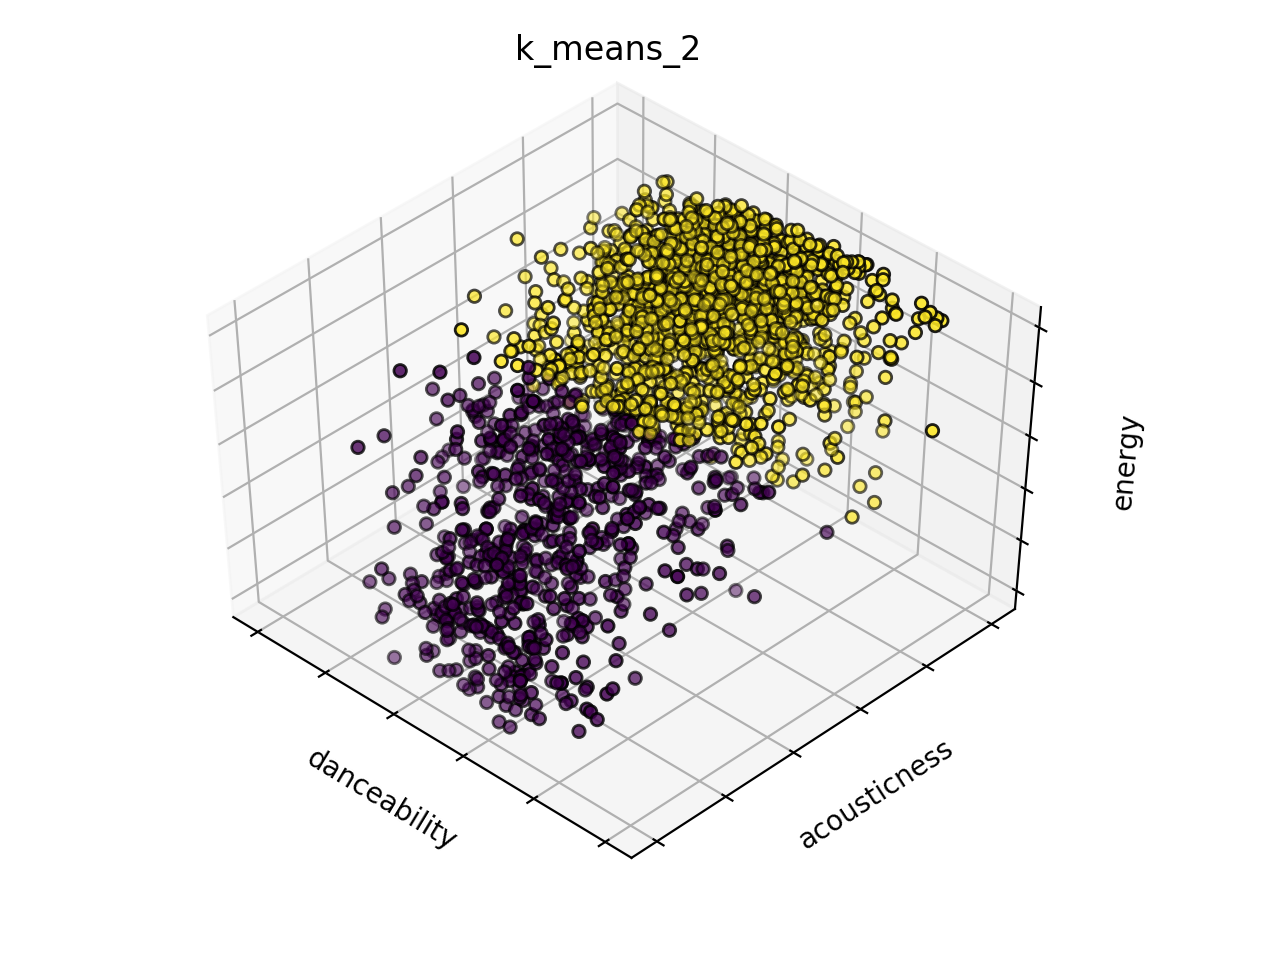 k_means_2
energy
danceability
acousticness